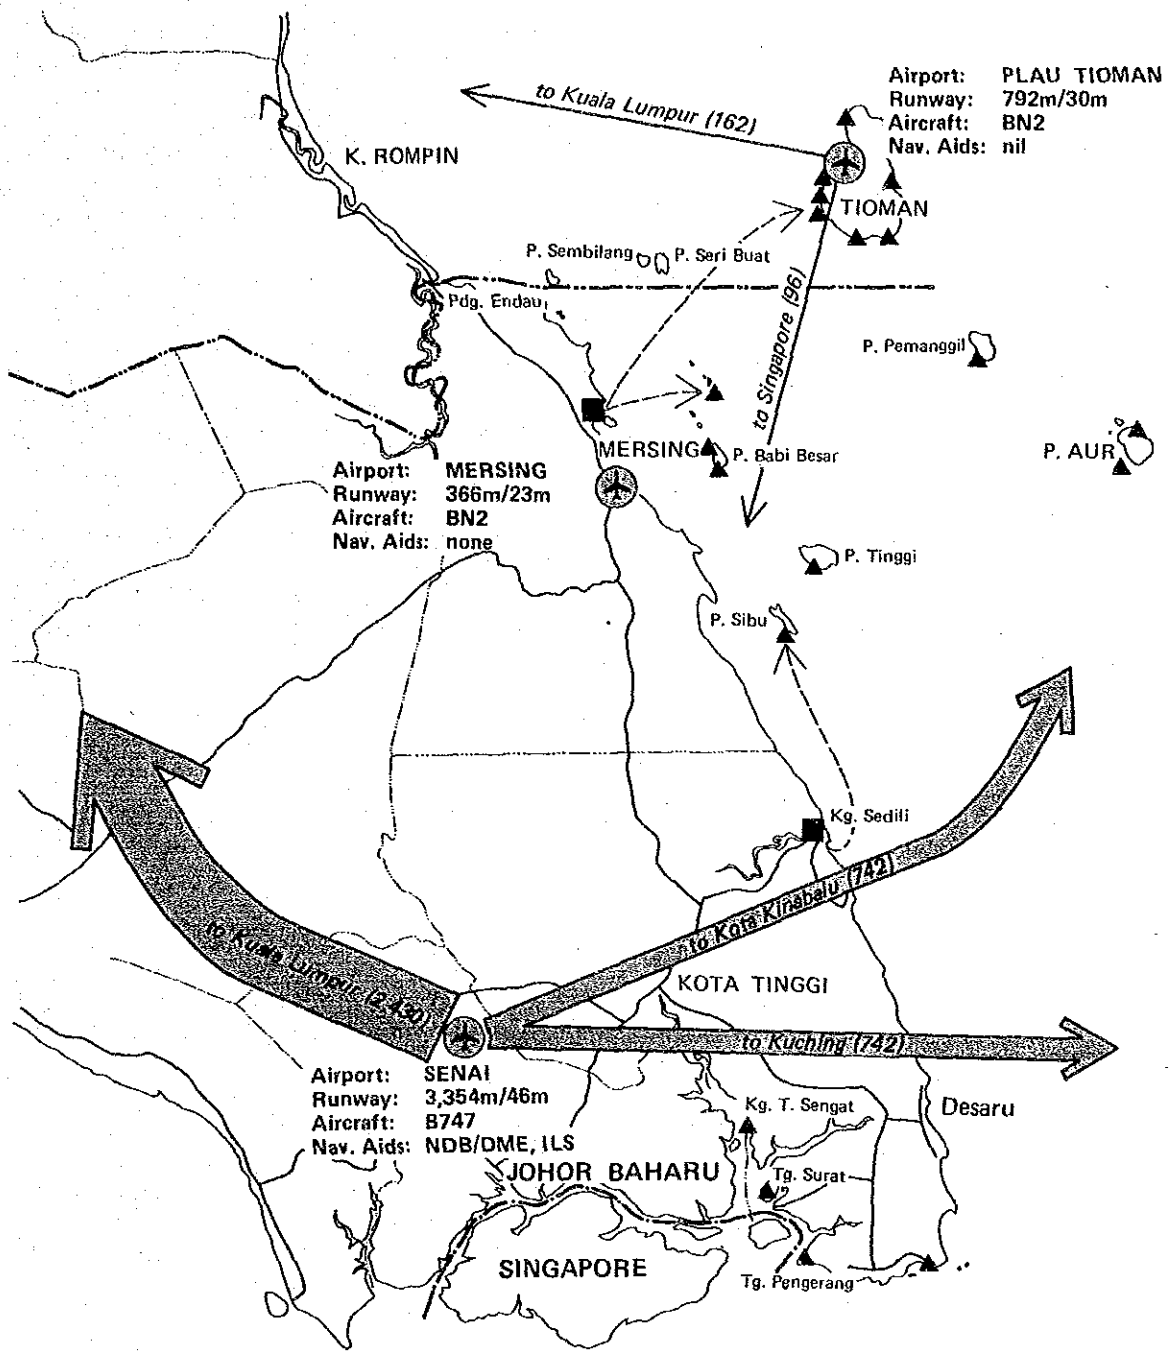 Airport: PLAU TIOMAN
Runway: 792m/30m
Aircraft: BN2
Nav. Aids: nil
to Kuala Lumpur (162)
K. ROMPIN
TIOMAN
P. Sembilang
P. Seri Buat
Pdg. Endau
to Singapore (96)
P. Pemanggil
MERSING
P. Babi Besar
P. AUR
Airport: MERSING
Runway: 366m/23m
Aircraft: BN2
Nav. Aids: none
P. Tinggi
P. Sibu
Kg. Sedili
to Kota Kinabalu (742)
to Kuala Lumpur (2,430)
KOTA TINGGI
to Kuching (742)
Airport: SENAI
Runway: 3,354m/46m
Aircraft: B747
Nav. Aids: NDB/DME, ILS
Kg. T. Sengat
Desaru
JOHOR BAHARU
Tg. Surat
SINGAPORE
Tg. Pengerang